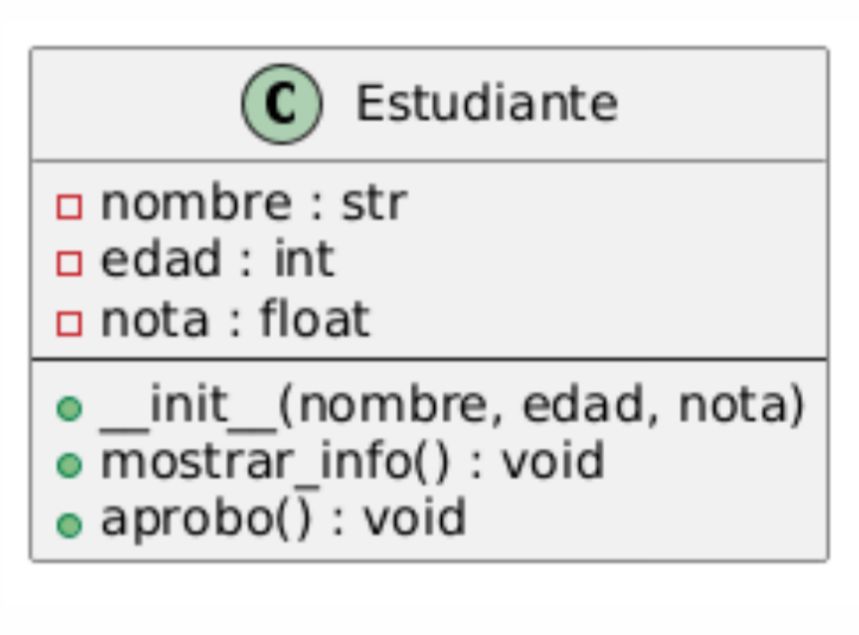 C Estudiante
nombre : str
edad : int
nota : float
__init__(nombre, edad, nota)
mostrar_info() : void
aprobo() : void